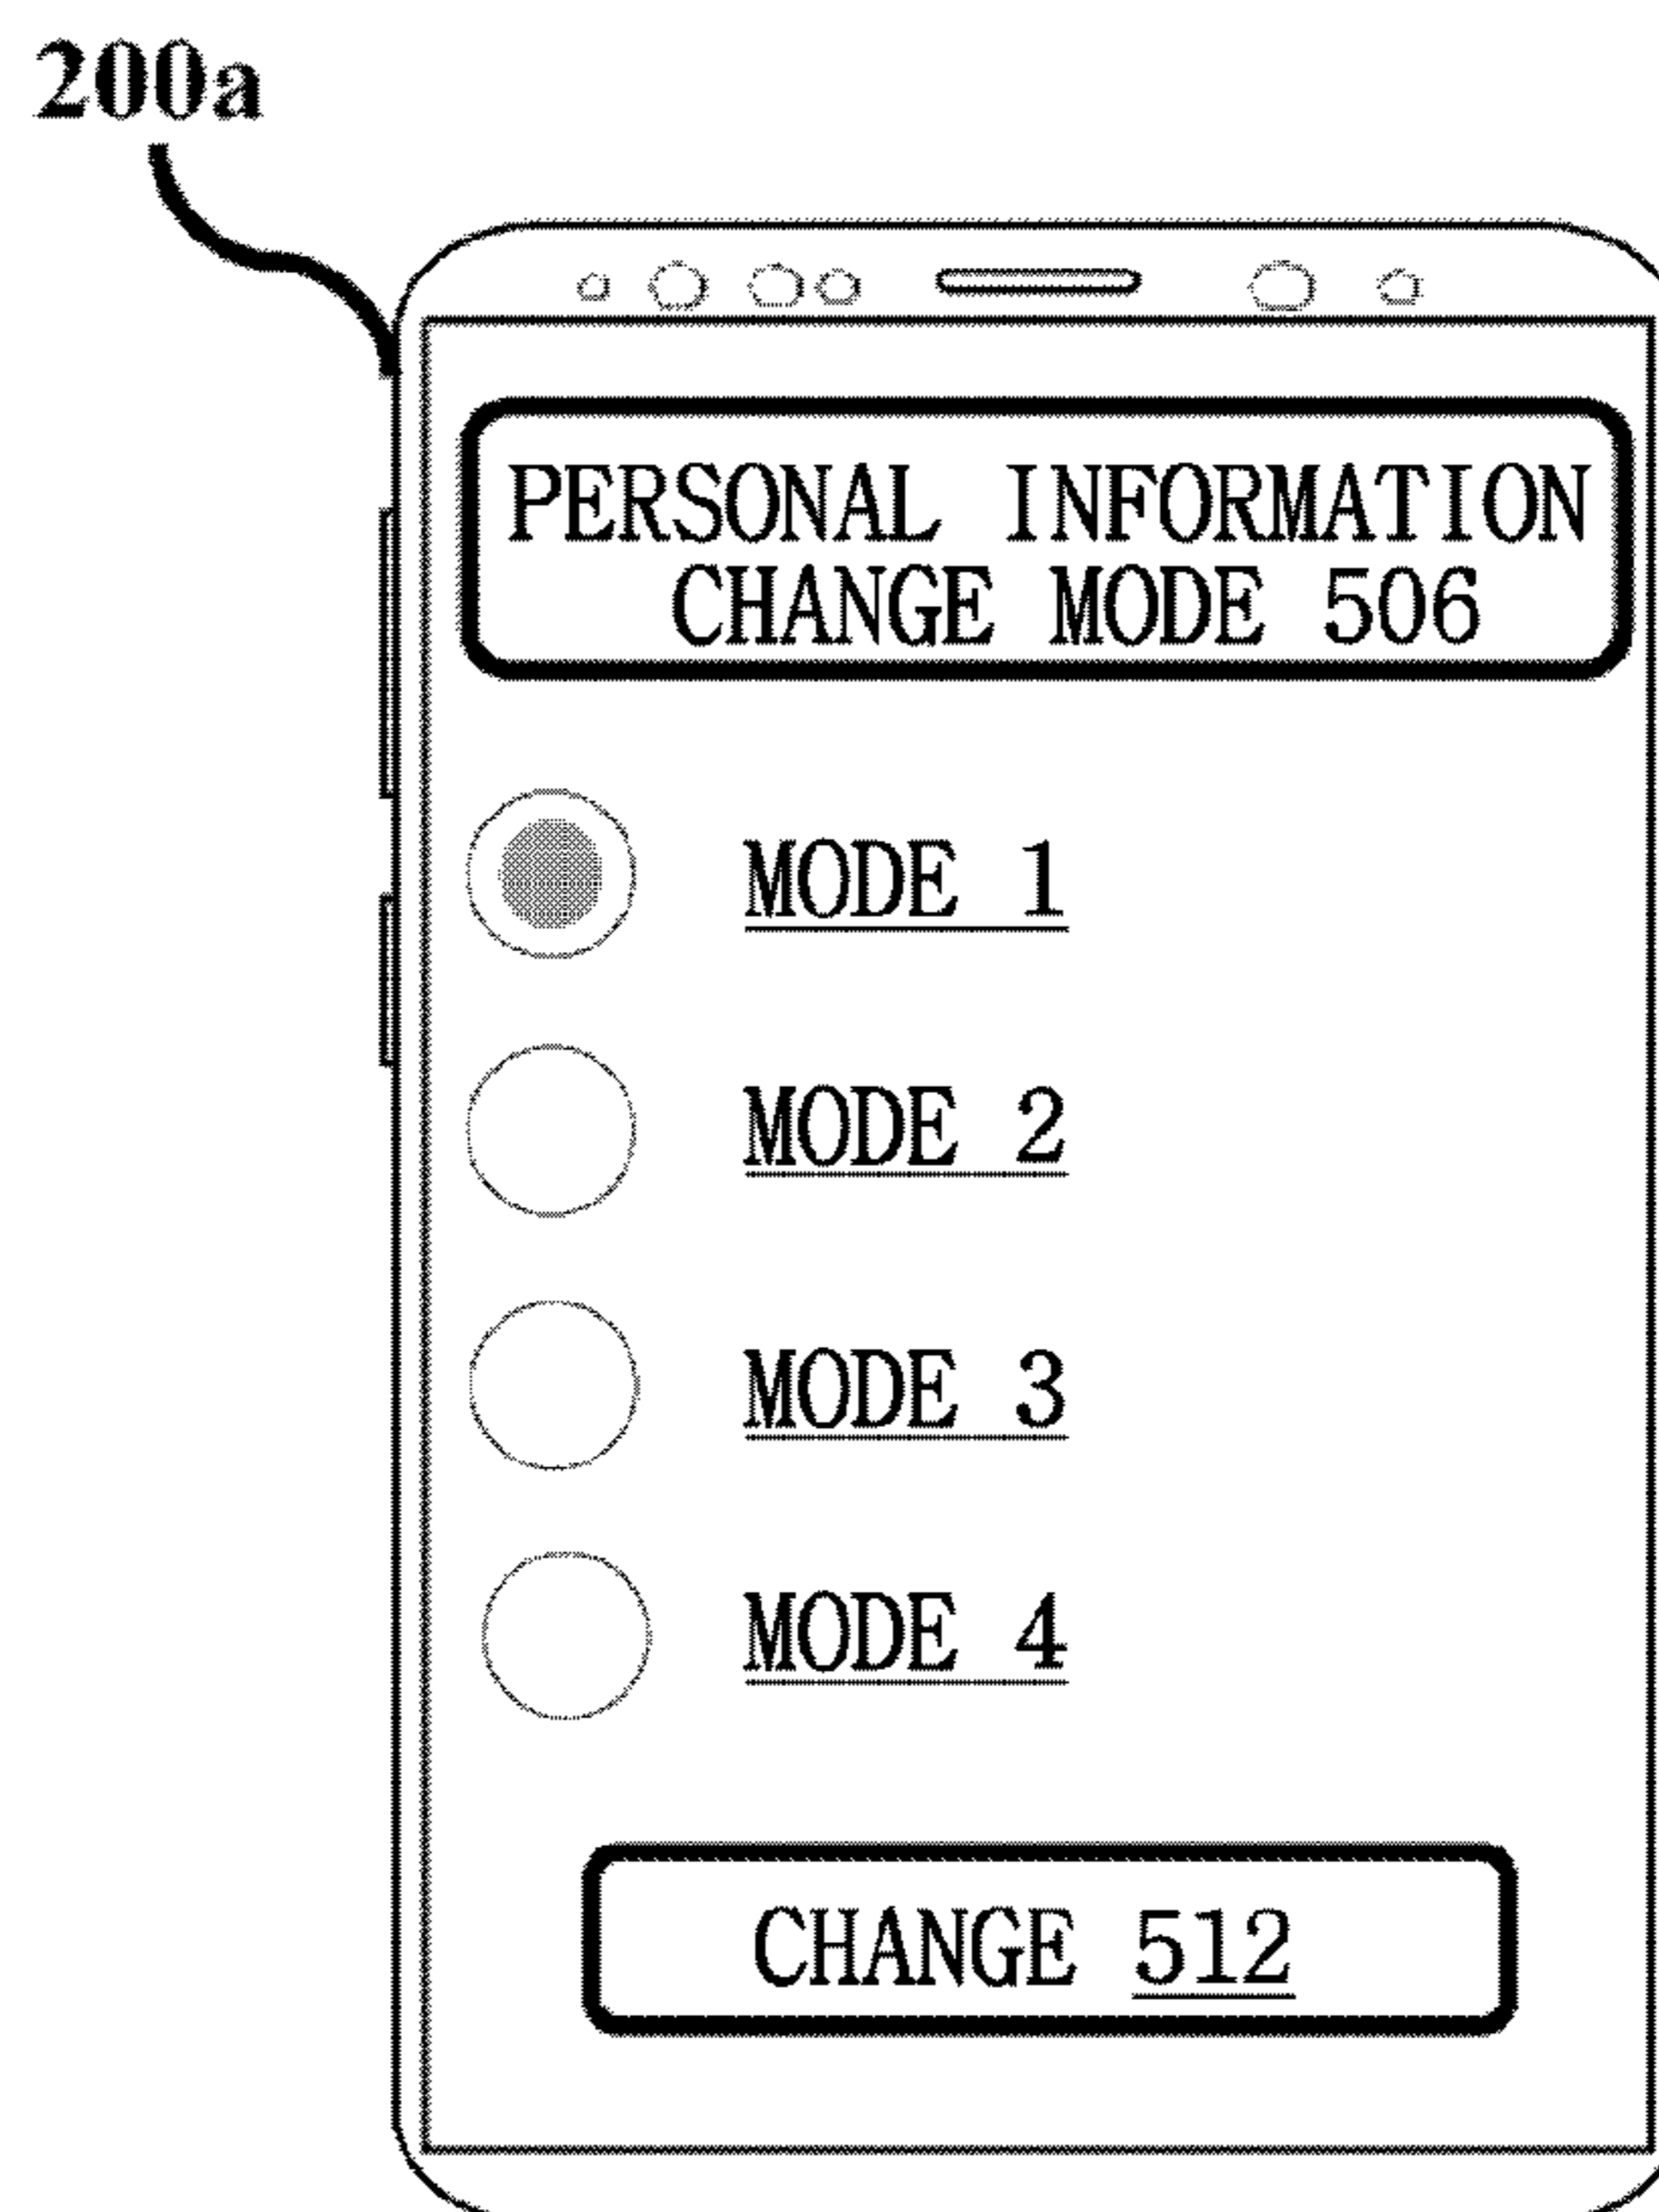 200a
PERSONAL INFORMATION
CHANGE MODE 506
MODE 1
MODE 2
MODE 3
MODE 4
CHANGE 512